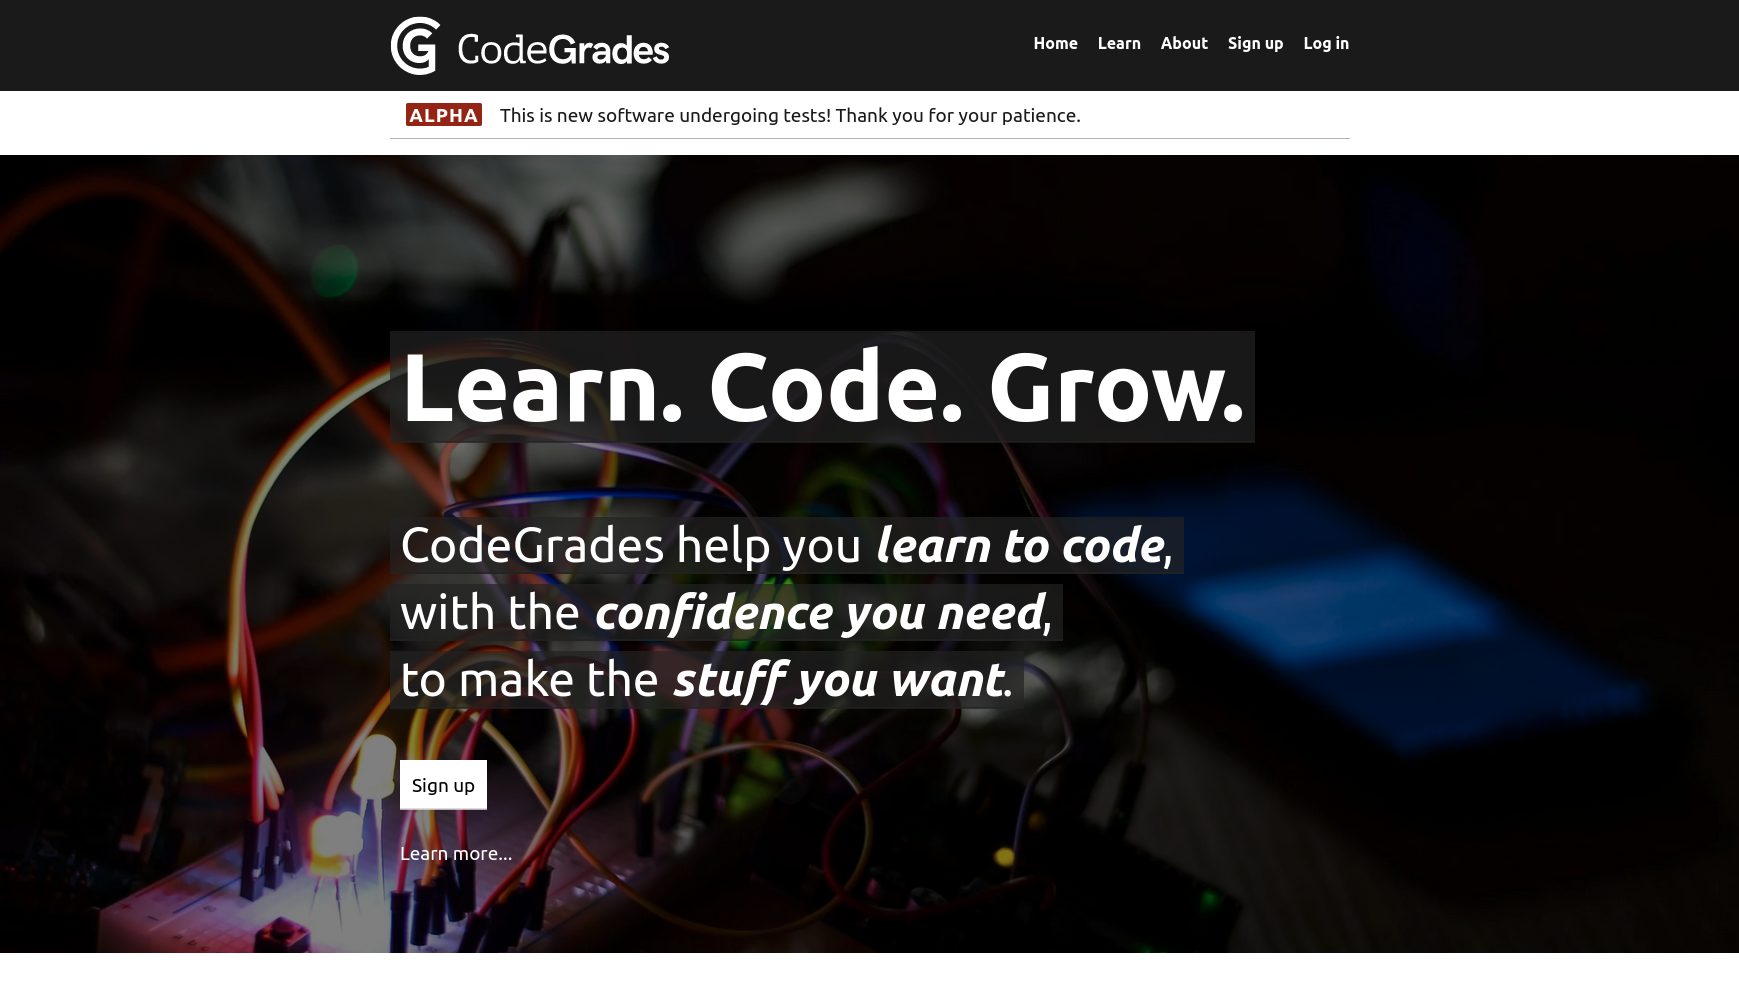 CodeGrades
Home Learn About Sign up Log in
ALPHA This is new software undergoing tests! Thank you for your patience.
Learn. Code. Grow.
CodeGrades help you learn to code,
with the confidence you need,
to make the stuff you want.
Sign up
Learn more...